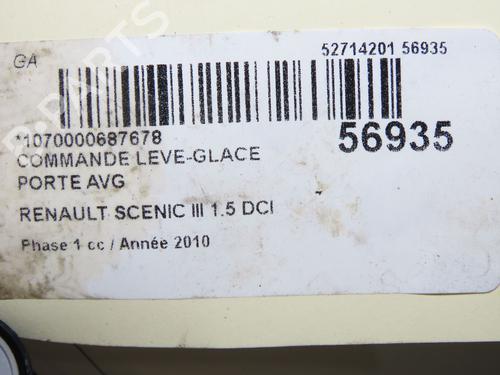 GA
52714201 56935
*1070000687678
56935
COMMANDE LEVE-GLACE
PORTE AVG
RENAULT SCENIC III 1.5 DCI
Phase 1 cc / Année 2010
B-PARTS